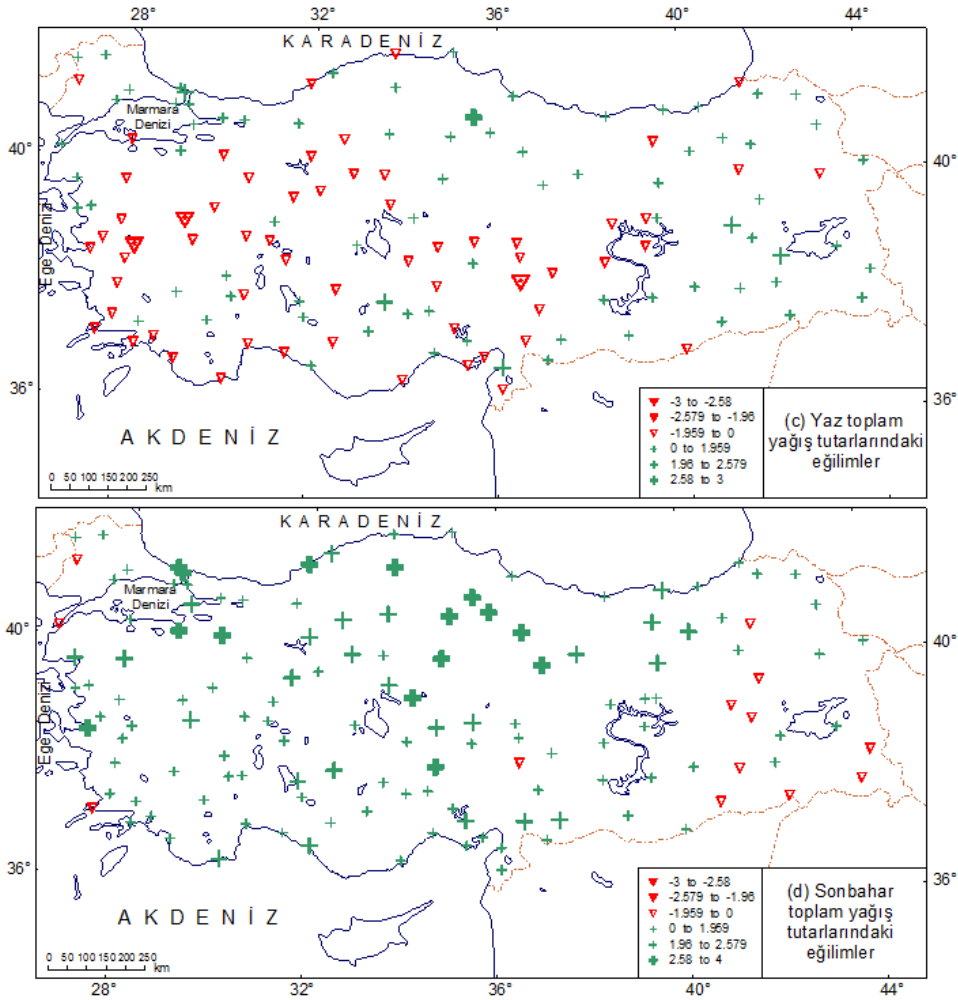 28° 32° 36° 40° 44°
KARADENİZ
Marmara
Denizi
40° 40°
Ege Denizi
36° 36°
AKDENİZ
0 50 100 150 200 250
km
-3 to -2.58
-2.579 to -1.96
-1.959 to 0
0 to 1.959
1.96 to 2.579
2.58 to 3
(c) Yaz toplam
yağış tutarlarındaki
eğilimler
KARADENİZ
Marmara
Denizi
40° 40°
Ege Denizi
36° 36°
AKDENİZ
0 50 100 150 200 250
km
-3 to -2.58
-2.579 to -1.96
-1.959 to 0
0 to 1.959
1.96 to 2.579
2.58 to 4
(d) Sonbahar
toplam yağış
tutarlarındaki
eğilimler
28° 32° 36° 40° 44°